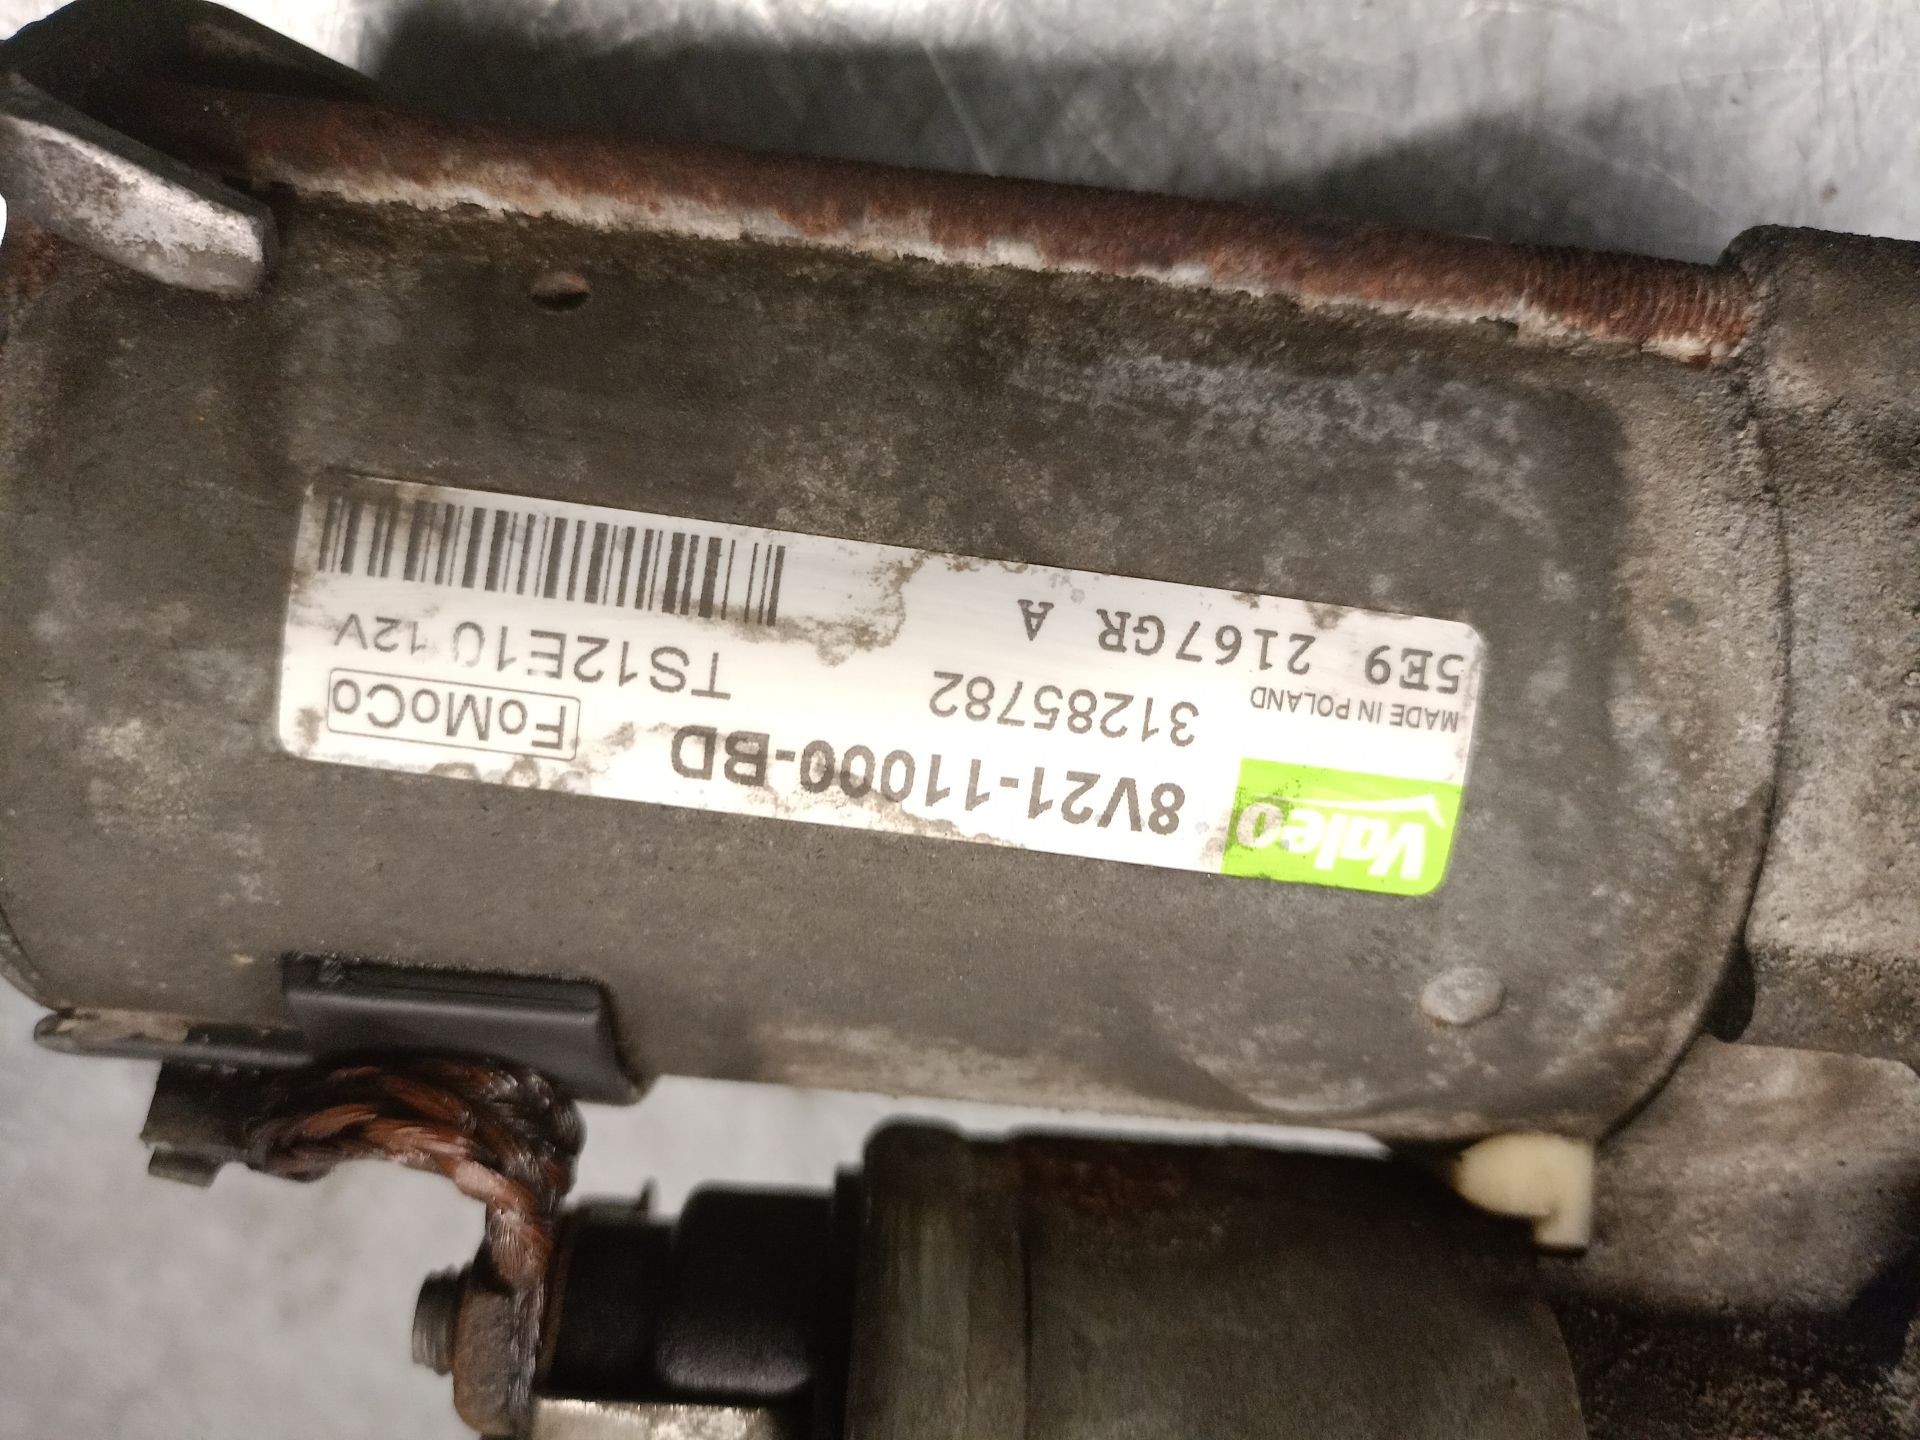 Valeo
8V21-11000-BD
FoMoCo
MADE IN POLAND
31285782
TS12E10 12V
5E9 2167GR A